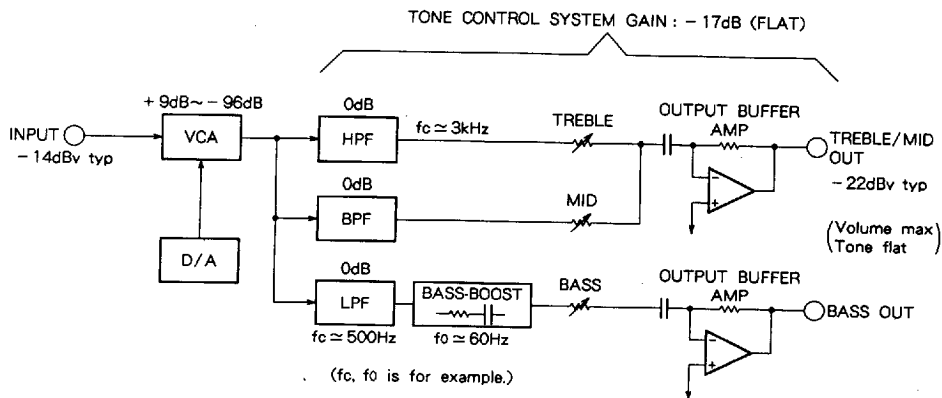 TONE CONTROL SYSTEM GAIN : -17dB (FLAT)
+9dB~-96dB
INPUT
-14dBv typ
VCA
D/A
0dB
HPF
fc≃3kHz
TREBLE
OUTPUT BUFFER
AMP
TREBLE/MID
OUT
-22dBv typ
(Volume max
Tone flat)
0dB
BPF
MID
0dB
LPF
fc≃500Hz
BASS-BOOST
f0≃60Hz
BASS
OUTPUT BUFFER
AMP
BASS OUT
(fc, f0 is for example.)